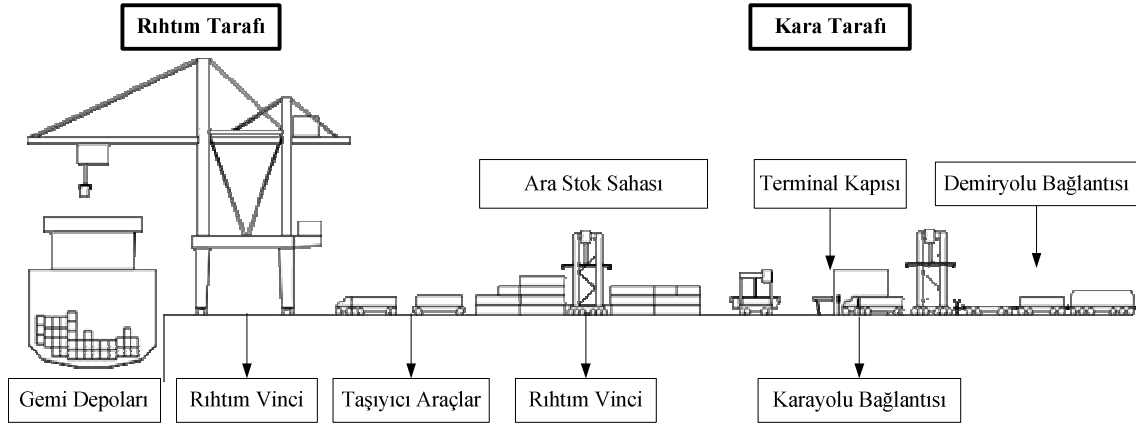 Rıhtım Tarafı
Kara Tarafı
Ara Stok Sahası
Terminal Kapısı
Demiryolu Bağlantısı
Gemi Depoları
Rıhtım Vinci
Taşıyıcı Araçlar
Rıhtım Vinci
Karayolu Bağlantısı